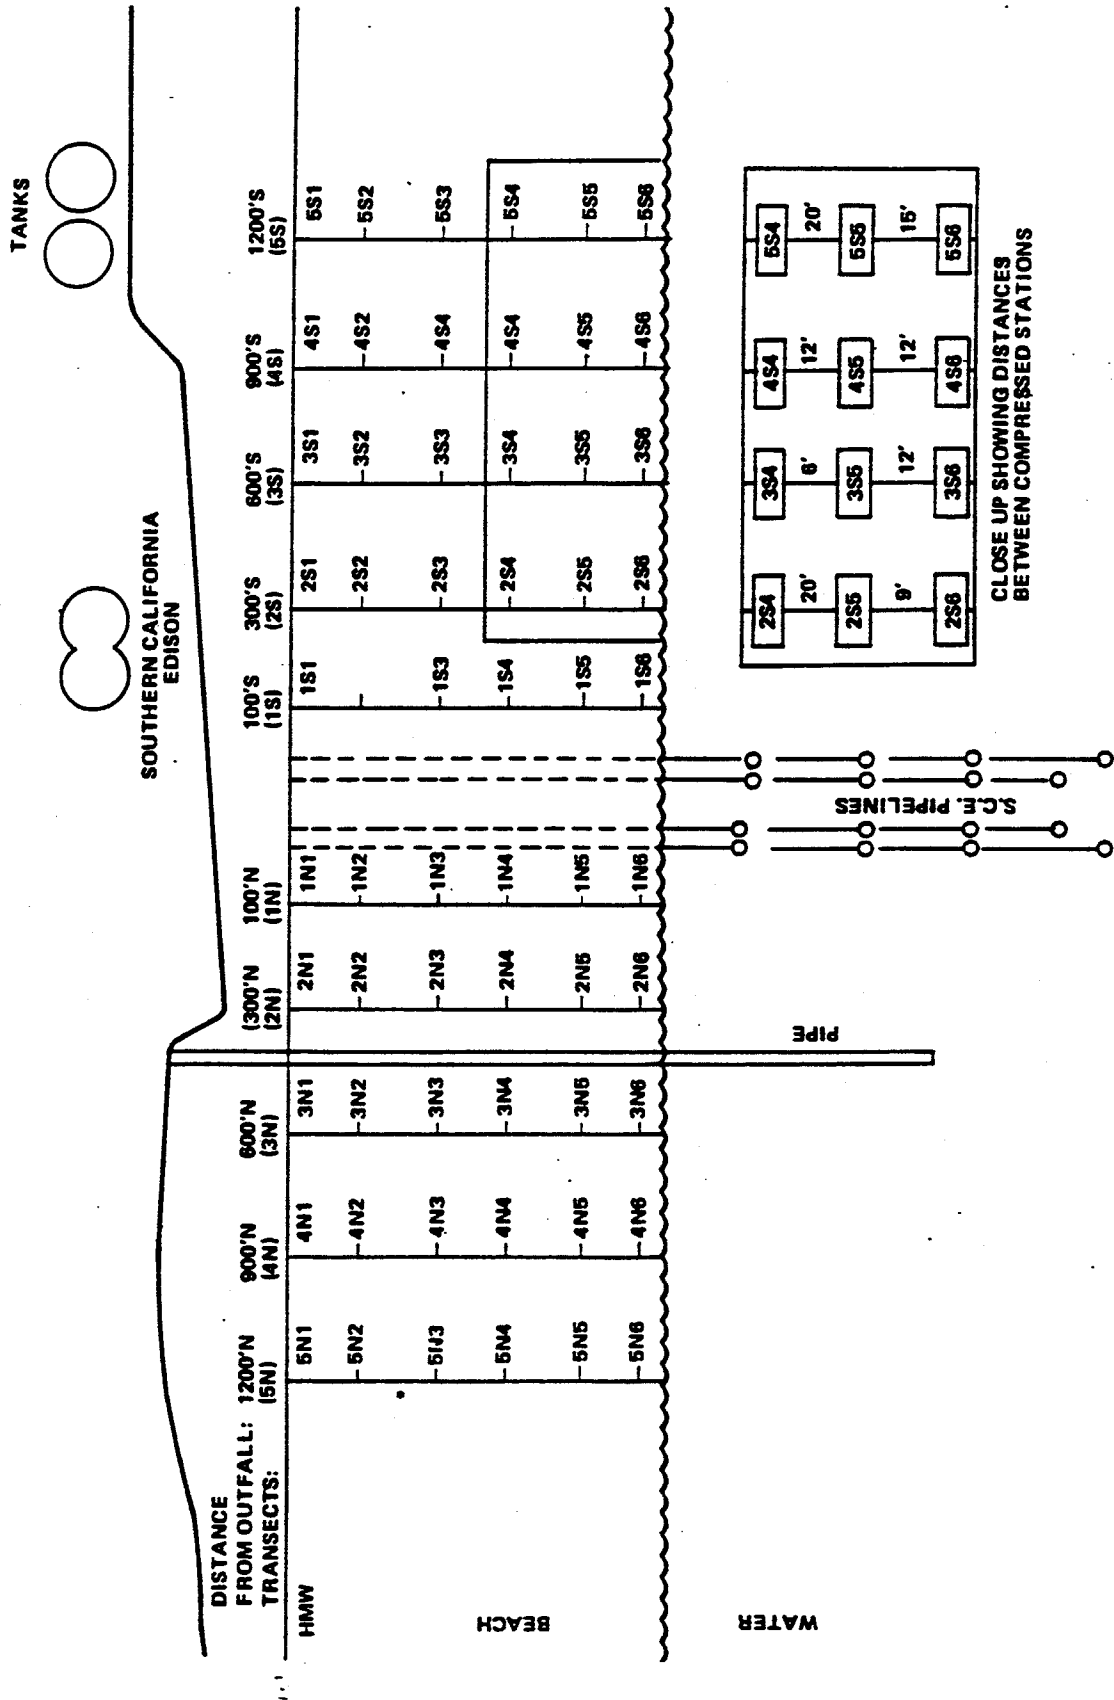 TANKS
SOUTHERN CALIFORNIA
EDISON
DISTANCE
FROM OUTFALL: 1200'N 900'N 600'N (300'N 100'N 100'S 300'S 600'S 900'S 1200'S
TRANSECTS: (5N) (4N) (3N) (2N) (1N) (1S) (2S) (3S) (4S) (5S)
HMW 5N1 4N1 3N1 2N1 1N1 1S1 2S1 3S1 4S1 5S1
5N2 4N2 3N2 2N2 1N2 2S2 3S2 4S2 5S2
5N3 4N3 3N3 2N3 1N3 1S3 2S3 3S3 4S4 5S3
BEACH
5N4 4N4 3N4 2N4 1N4 1S4 2S4 3S4 4S4 5S4
5N5 4N5 3N5 2N5 1N5 1S5 2S5 3S5 4S5 5S5
5N6 4N6 3N6 2N6 1N6 1S6 2S6 3S6 4S6 5S6
WATER
PIPE
S.C.E. PIPELINES
2S4 3S4 4S4 5S4
20' 6' 12' 20'
2S5 3S5 4S5 5S5
9' 12' 12' 15'
2S6 3S6 4S6 5S6
CLOSE UP SHOWING DISTANCES
BETWEEN COMPRESSED STATIONS